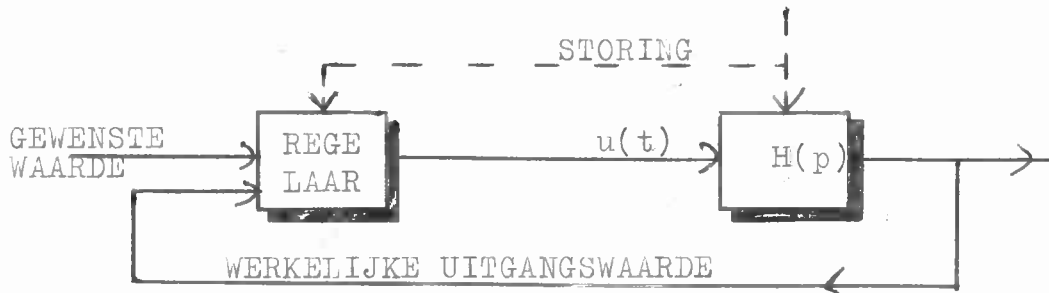 STORING
GEWENSTE
WAARDE
REGE
LAAR
u(t)
H(p)
WERKELIJKE UITGANGSWAARDE